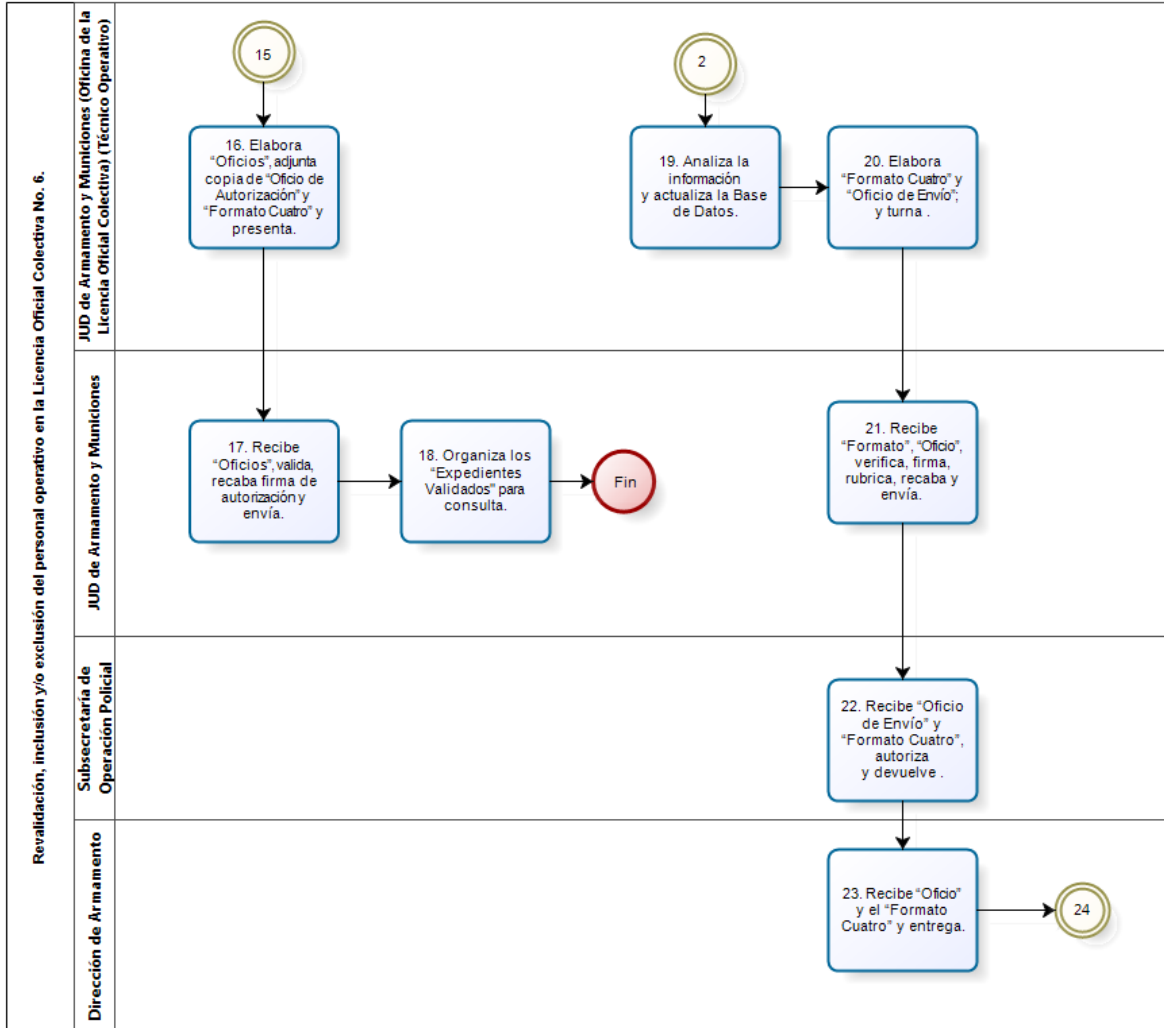 Revalidación, inclusión y/o exclusión del personal operativo en la Licencia Oficial Colectiva No. 6.
JUD de Armamento y Municiones (Oficina de la
Licencia Oficial Colectiva) (Técnico Operativo)
15
16. Elabora
“Oficios”, adjunta
copia de “Oficio de
Autorización” y
“Formato Cuatro” y
presenta.
2
19. Analiza la
información
y actualiza la Base
de Datos.
20. Elabora
“Formato Cuatro” y
“Oficio de Envío”;
y turna .
JUD de Armamento y Municiones
17. Recibe
“Oficios”, valida,
recaba firma de
autorización y
envía.
18. Organiza los
“Expedientes
Validados” para
consulta.
Fin
21. Recibe
“Formato”, “Oficio”,
verifica, firma,
rubrica, recaba y
envía.
Subsecretaría de
Operación Policial
22. Recibe “Oficio
de Envío” y
“Formato Cuatro”,
autoriza
y devuelve .
Dirección de Armamento
23. Recibe “Oficio”
y el “Formato
Cuatro” y entrega.
24